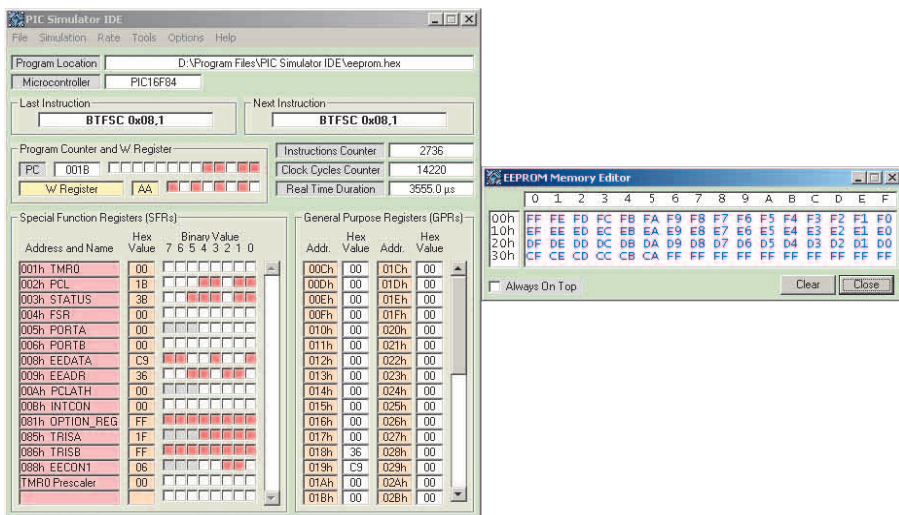 PIC Simulator IDE
File Simulation Rate Tools Options Help
Program Location D:\Program Files\PIC Simulator IDE\eeprom.hex
Microcontroller PIC16F84
Last Instruction
BTFSC 0x08,1
Next Instruction
BTFSC 0x08,1
Program Counter and W Register
PC 001B
W Register AA
Instructions Counter 2736
Clock Cycles Counter 14220
Real Time Duration 3555.0 µs
Special Function Registers (SFRs)
Hex Binary Value
Address and Name Value 7 6 5 4 3 2 1 0
001h TMR0 00
002h PCL 1B
003h STATUS 3B
004h FSR 00
005h PORTA 00
006h PORTB 00
008h EEDATA C9
009h EEADR 36
00Ah PCLATH 00
00Bh INTCON 00
081h OPTION_REG FF
085h TRISA 1F
086h TRISB FF
088h EECON1 06
TMR0 Prescaler 00
General Purpose Registers (GPRs)
Hex Hex
Addr. Value Addr. Value
00Ch 00 01Ch 00
00Dh 00 01Dh 00
00Eh 00 01Eh 00
00Fh 00 01Fh 00
010h 00 020h 00
011h 00 021h 00
012h 00 022h 00
013h 00 023h 00
014h 00 024h 00
015h 00 025h 00
016h 00 026h 00
017h 00 027h 00
018h 36 028h 00
019h C9 029h 00
01Ah 00 02Ah 00
01Bh 00 02Bh 00
EEPROM Memory Editor
0 1 2 3 4 5 6 7 8 9 A B C D E F
00h FF FE FD FC FB FA F9 F8 F7 F6 F5 F4 F3 F2 F1 F0
10h EF EE ED EC EB EA E9 E8 E7 E6 E5 E4 E3 E2 E1 E0
20h DF DE DD DC DB DA D9 D8 D7 D6 D5 D4 D3 D2 D1 D0
30h CF CE CD CC CB CA FF FF FF FF FF FF FF FF FF FF
Always On Top Clear Close